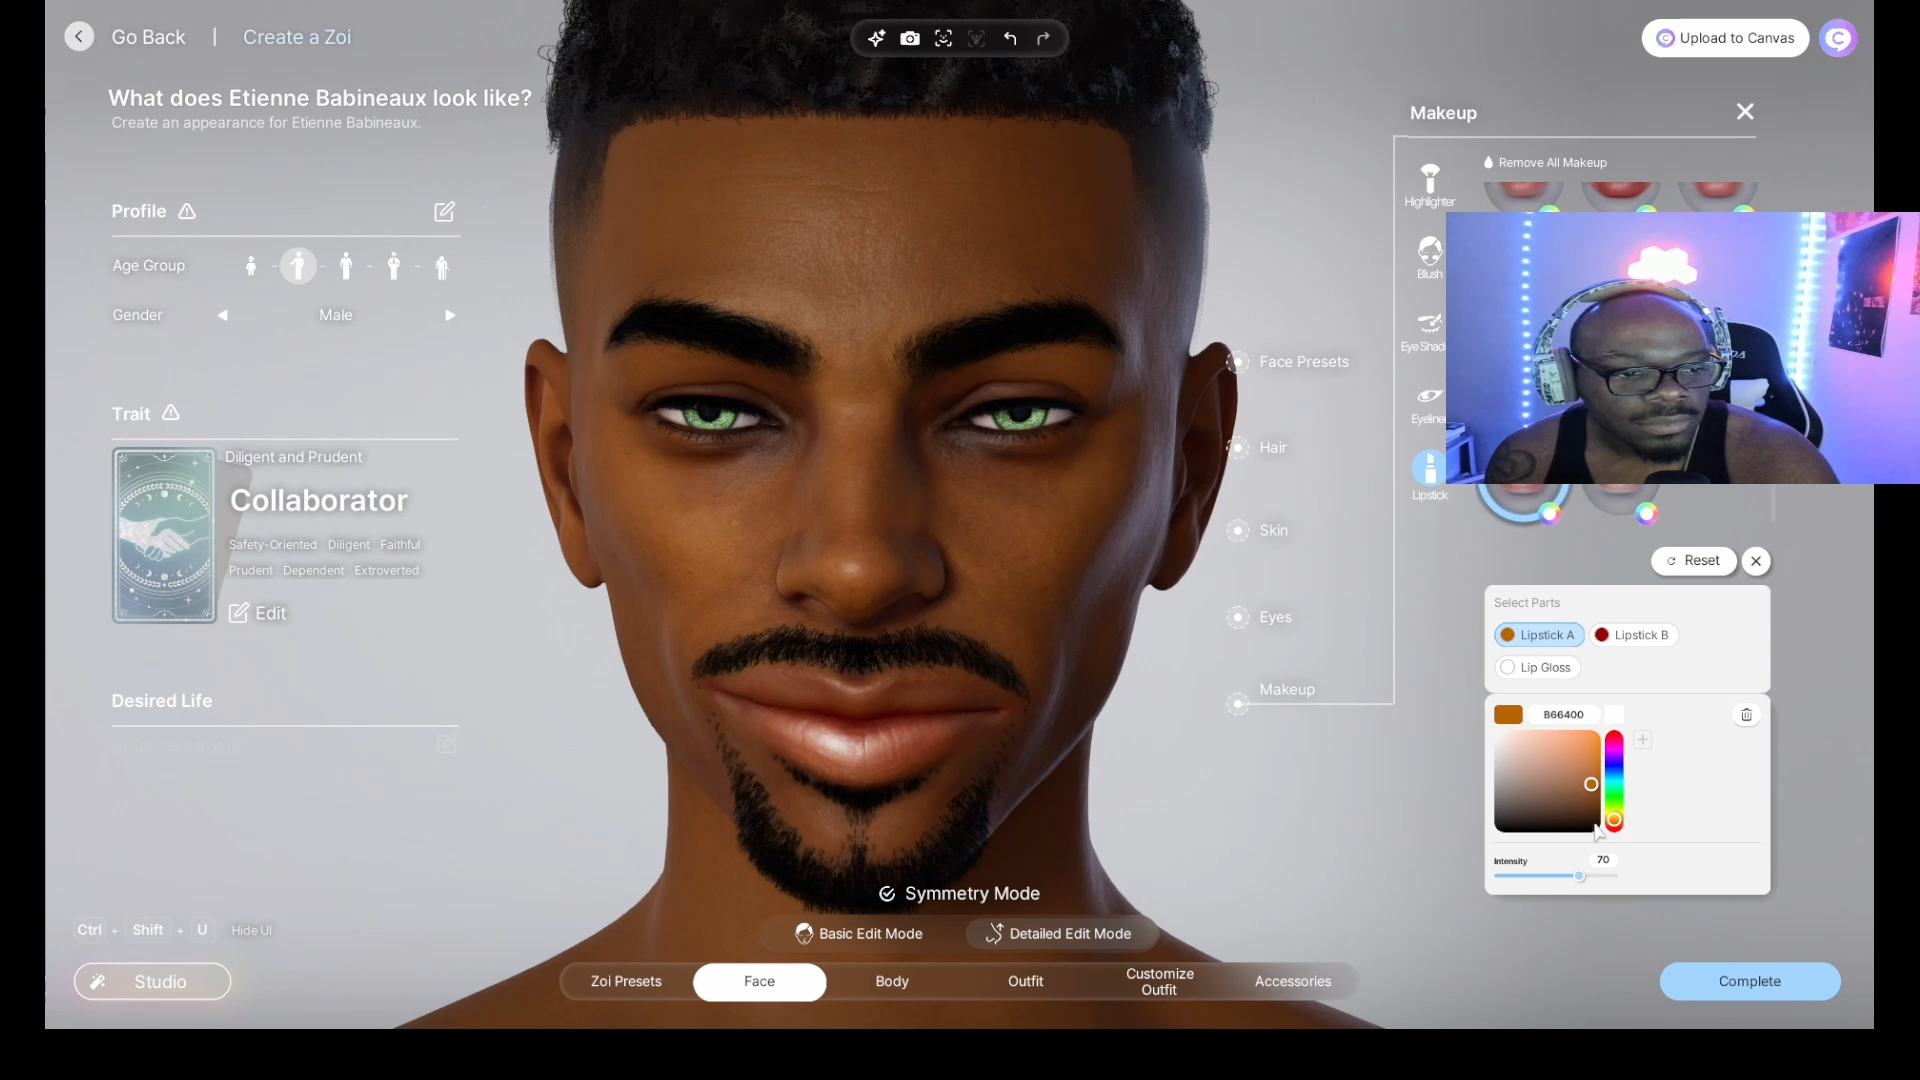 Go Back | Create a Zoi
Upload to Canvas
What does Etienne Babineaux look like?
Create an appearance for Etienne Babineaux.
Profile
Age Group
Gender
Male
Trait
Diligent and Prudent
Collaborator
Safety-Oriented Diligent Faithful
Prudent Dependent Extroverted
Edit
Desired Life
Ctrl + Shift + U Hide UI
Studio
Face Presets
Hair
Skin
Eyes
Makeup
Makeup
Remove All Makeup
Highlighter
Blush
Eye Shad
Eyeliner
Lipstick
Reset
Select Parts
Lipstick A
Lipstick B
Lip Gloss
B66400
Intensity
70
Symmetry Mode
Basic Edit Mode
Detailed Edit Mode
Zoi Presets
Face
Body
Outfit
Customize
Outfit
Accessories
Complete